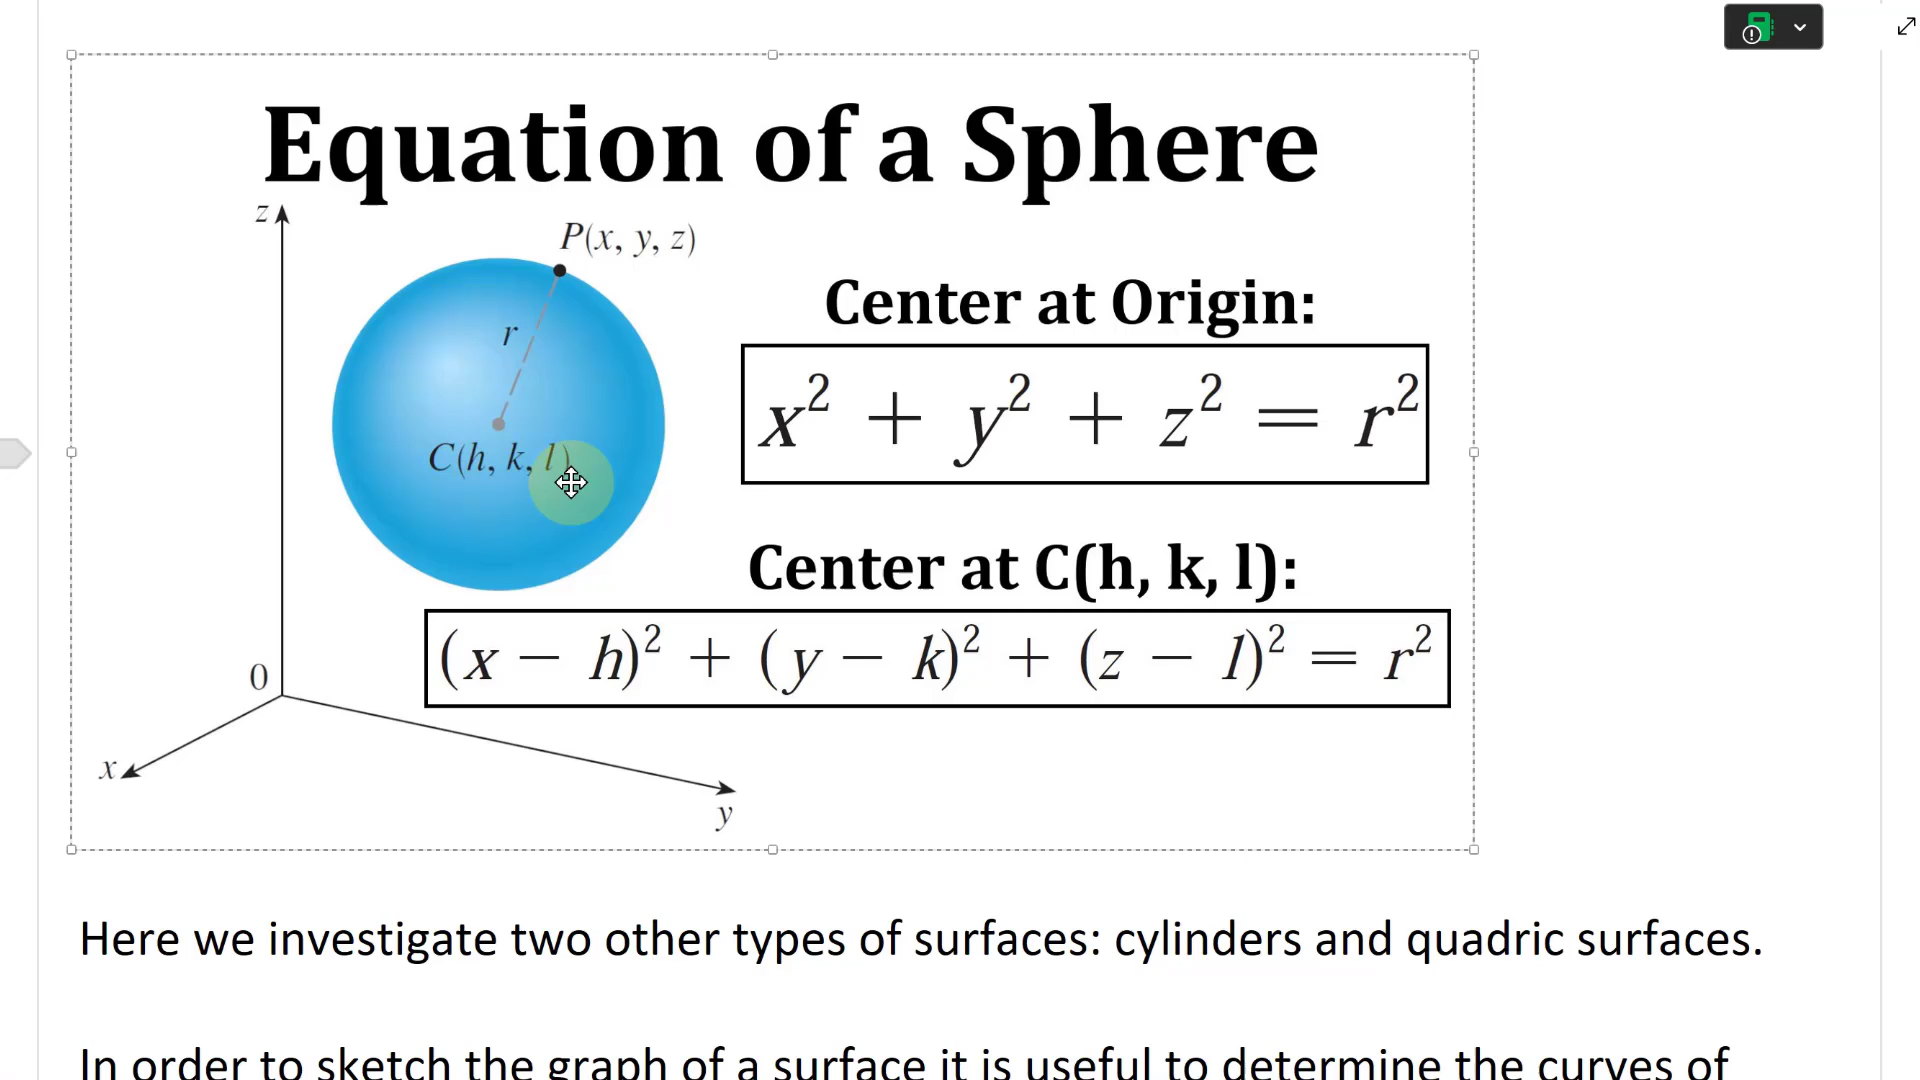 Equation of a Sphere
z
P(x, y, z)
Center at Origin:
r
x² + y² + z² = r²
C(h, k, l)
Center at C(h, k, l):
(x − h)² + (y − k)² + (z − l)² = r²
0
x
y
Here we investigate two other types of surfaces: cylinders and quadric surfaces.
In order to sketch the graph of a surface it is useful to determine the curves of